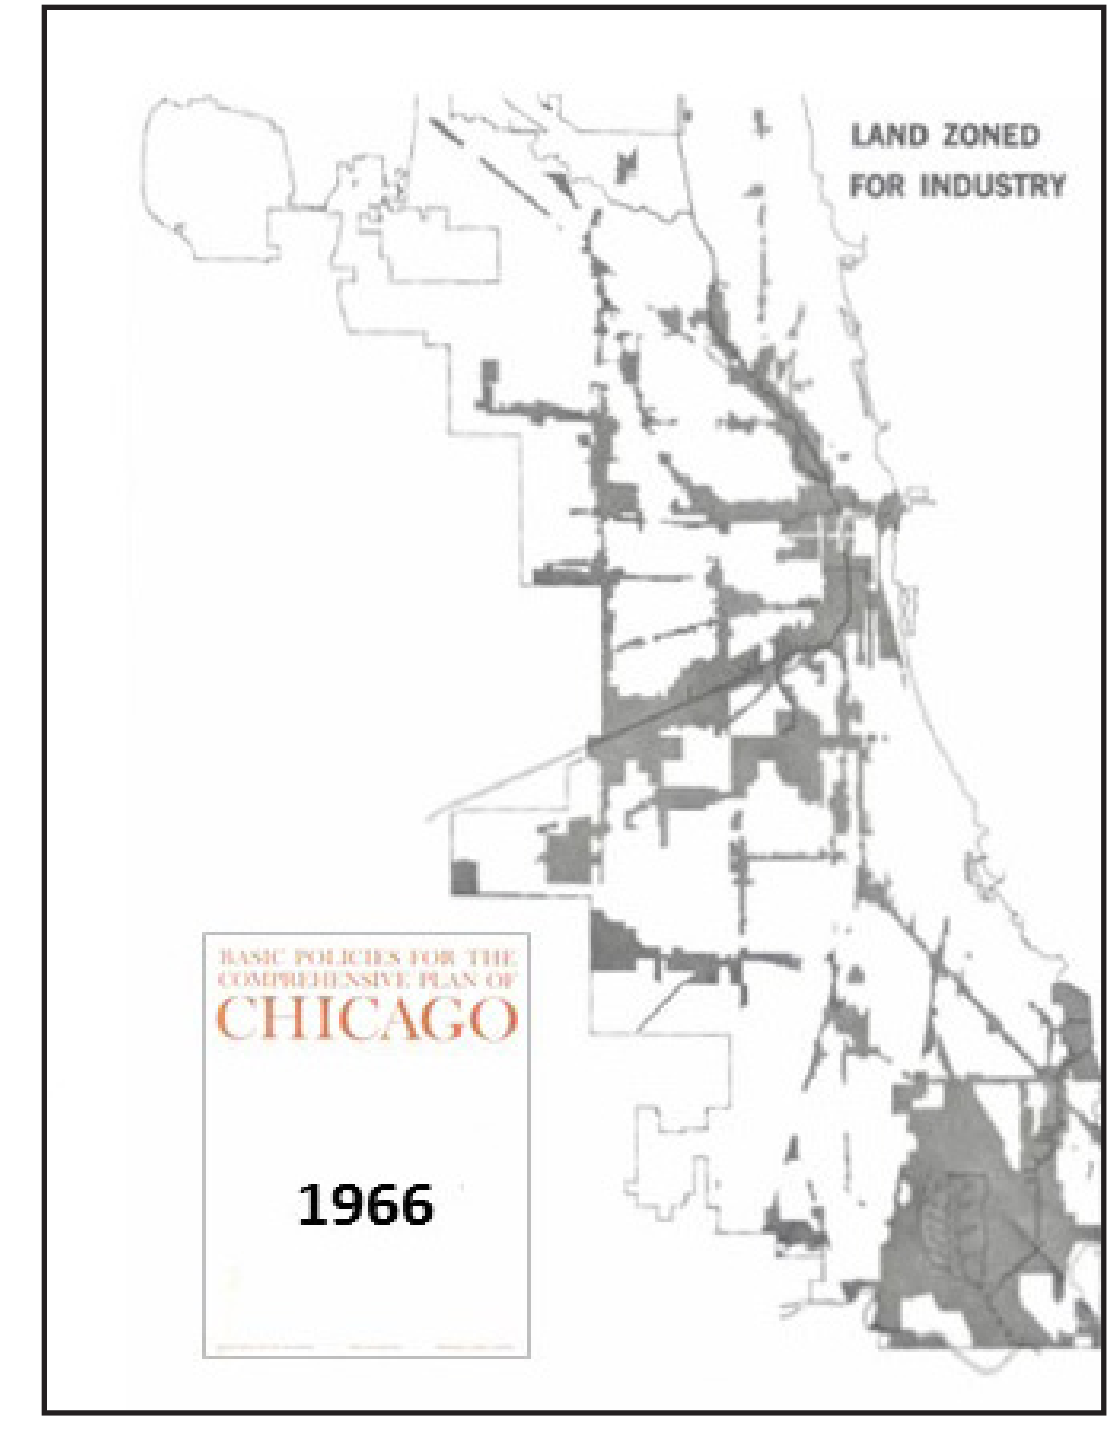 LAND ZONED
FOR INDUSTRY
BASIC POLICIES FOR THE
COMPREHENSIVE PLAN OF
CHICAGO
1966